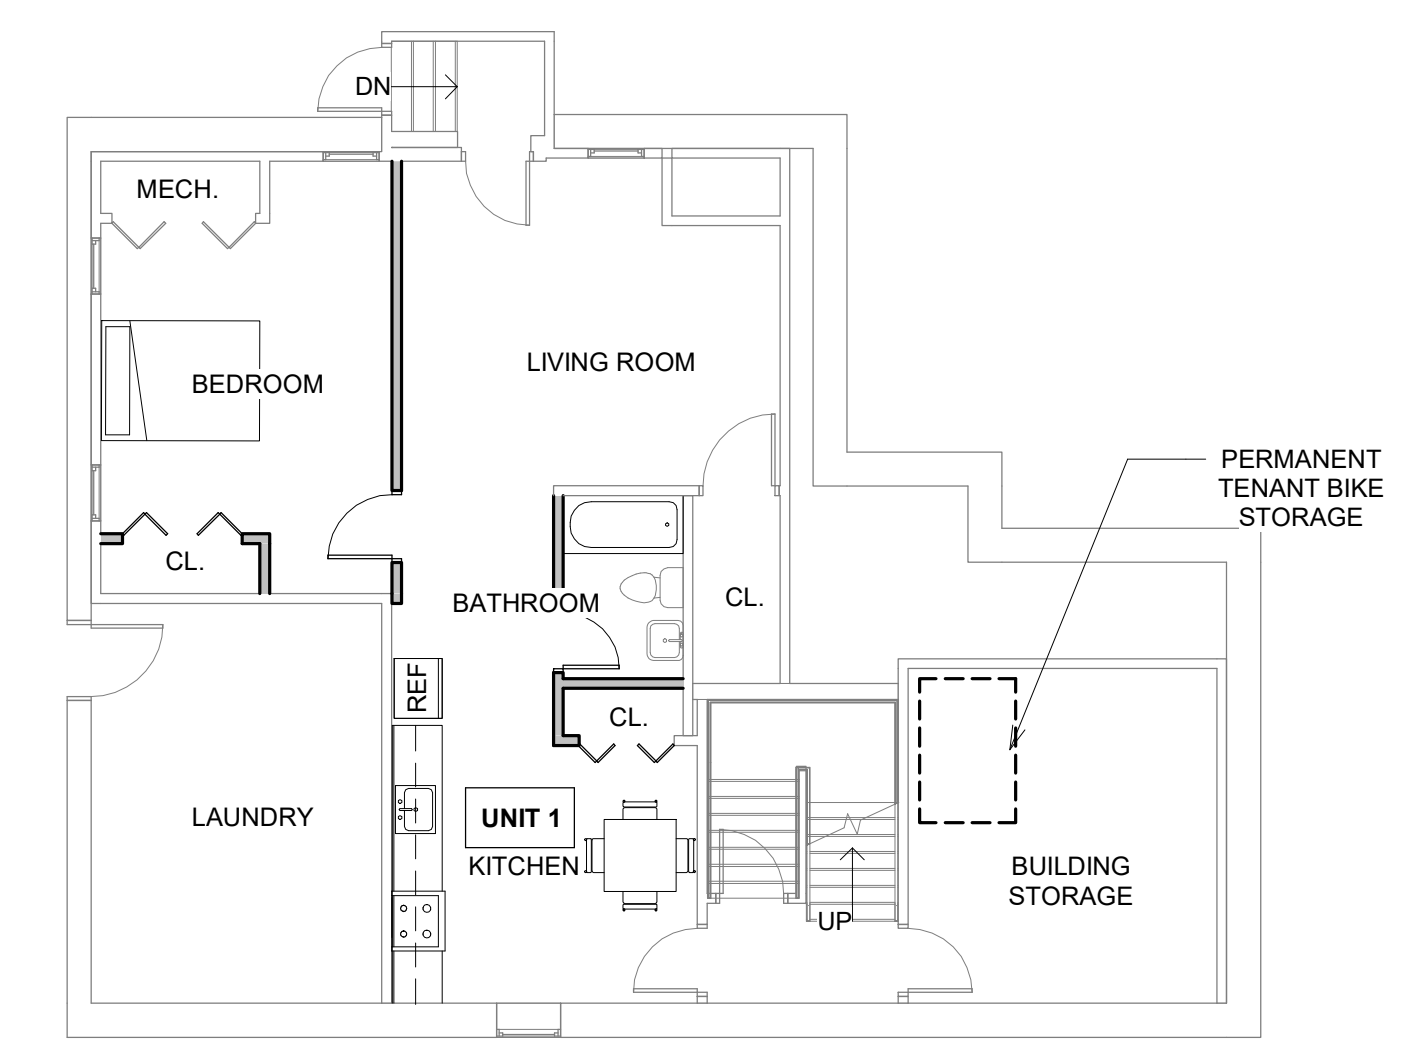 DN
MECH.
LIVING ROOM
BEDROOM
PERMANENT
TENANT BIKE
STORAGE
CL.
CL.
BATHROOM
REF
CL.
UNIT 1
LAUNDRY
KITCHEN
BUILDING
STORAGE
UP